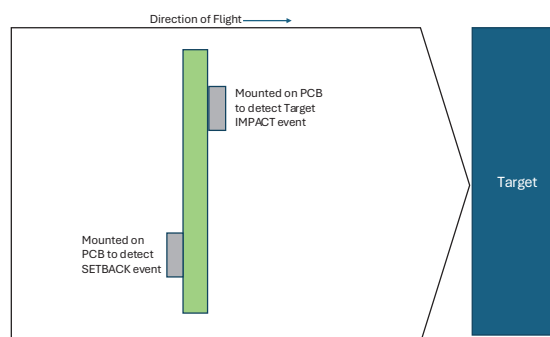 Direction of Flight
Mounted on PCB
to detect Target
IMPACT event
Target
Mounted on
PCB to detect
SETBACK event